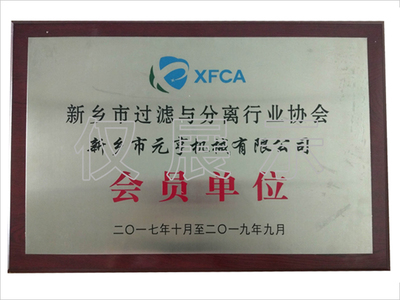 XFCA
新乡市过滤与分离行业协会
新乡市元亨机械有限公司
会员单位
二〇一七年十月至二〇一九年九月